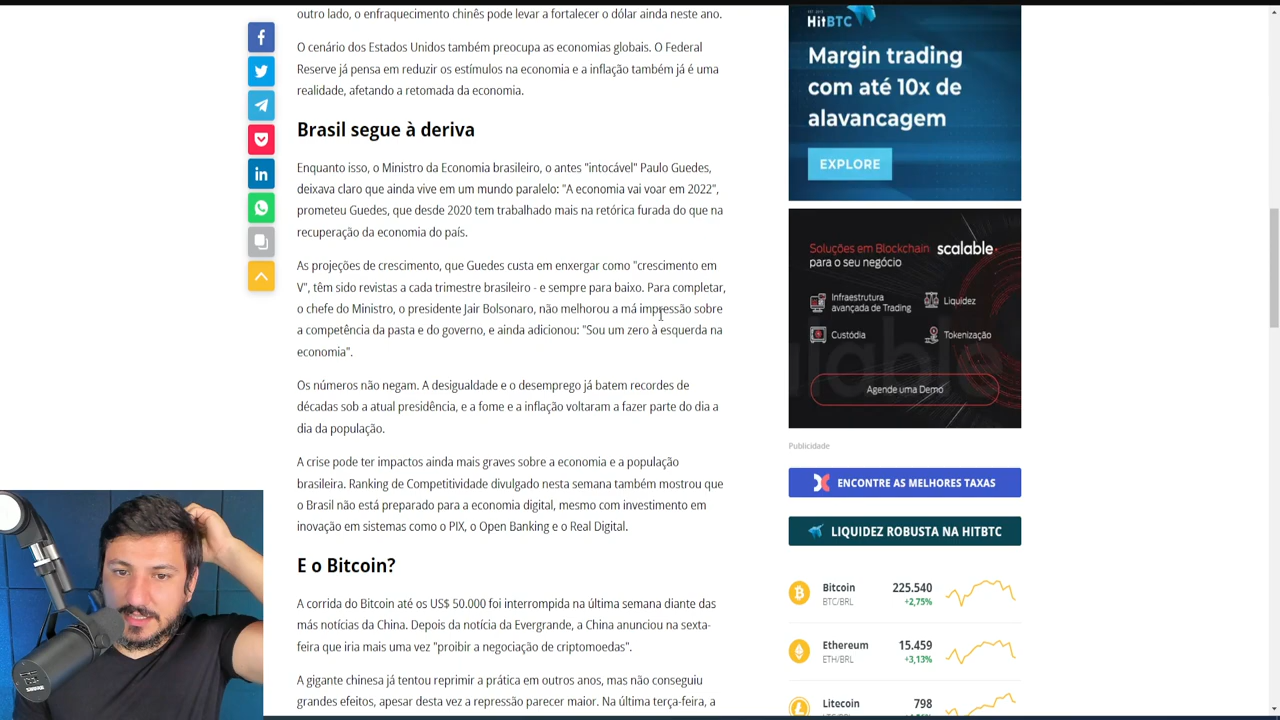 outro lado, o enfraquecimento chinês pode levar a fortalecer o dólar ainda neste ano.
O cenário dos Estados Unidos também preocupa as economias globais. O Federal
Reserve já pensa em reduzir os estímulos na economia e a inflação também já é uma
realidade, afetando a retomada da economia.
Brasil segue à deriva
Enquanto isso, o Ministro da Economia brasileiro, o antes "intocável" Paulo Guedes,
deixava claro que ainda vive em um mundo paralelo: "A economia vai voar em 2022",
prometeu Guedes, que desde 2020 tem trabalhado mais na retórica furada do que na
recuperação da economia do país.
As projeções de crescimento, que Guedes custa em enxergar como "crescimento em
V", têm sido revistas a cada trimestre brasileiro - e sempre para baixo. Para completar,
o chefe do Ministro, o presidente Jair Bolsonaro, não melhorou a má impressão sobre
a competência da pasta e do governo, e ainda adicionou: "Sou um zero à esquerda na
economia".
Os números não negam. A desigualdade e o desemprego já batem recordes de
décadas sob a atual presidência, e a fome e a inflação voltaram a fazer parte do dia a
dia da população.
A crise pode ter impactos ainda mais graves sobre a economia e a população
brasileira. Ranking de Competitividade divulgado nesta semana também mostrou que
o Brasil não está preparado para a economia digital, mesmo com investimento em
inovação em sistemas como o PIX, o Open Banking e o Real Digital.
E o Bitcoin?
A corrida do Bitcoin até os US$ 50.000 foi interrompida na última semana diante das
más notícias da China. Depois da notícia da Evergrande, a China anunciou na sexta-
feira que iria mais uma vez "proibir a negociação de criptomoedas".
A gigante chinesa já tentou reprimir a prática em outros anos, mas não conseguiu
grandes efeitos, apesar desta vez a repressão parecer maior. Na última terça-feira, a
HitBTC
Margin trading
com até 10x de
alavancagem
EXPLORE
Soluções em Blockchain
para o seu negócio
scalable
Infraestrutura
avançada de Trading
Liquidez
Custódia
Tokenização
Agende uma Demo
Publicidade
ENCONTRE AS MELHORES TAXAS
LIQUIDEZ ROBUSTA NA HITBTC
Bitcoin 225.540
BTC/BRL +2,75%
Ethereum 15.459
ETH/BRL +3,13%
Litecoin 798